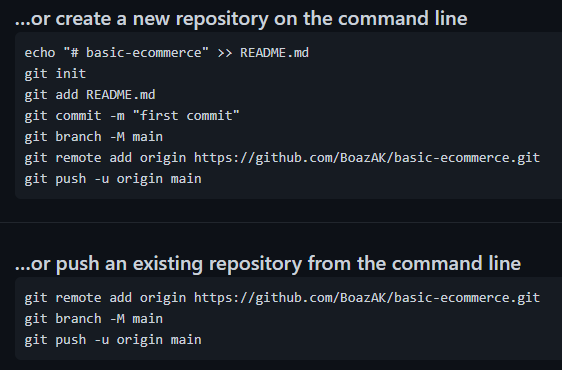 ...or create a new repository on the command line
echo "# basic-ecommerce" >> README.md
git init
git add README.md
git commit -m "first commit"
git branch -M main
git remote add origin https://github.com/BoazAK/basic-ecommerce.git
git push -u origin main
...or push an existing repository from the command line
git remote add origin https://github.com/BoazAK/basic-ecommerce.git
git branch -M main
git push -u origin main